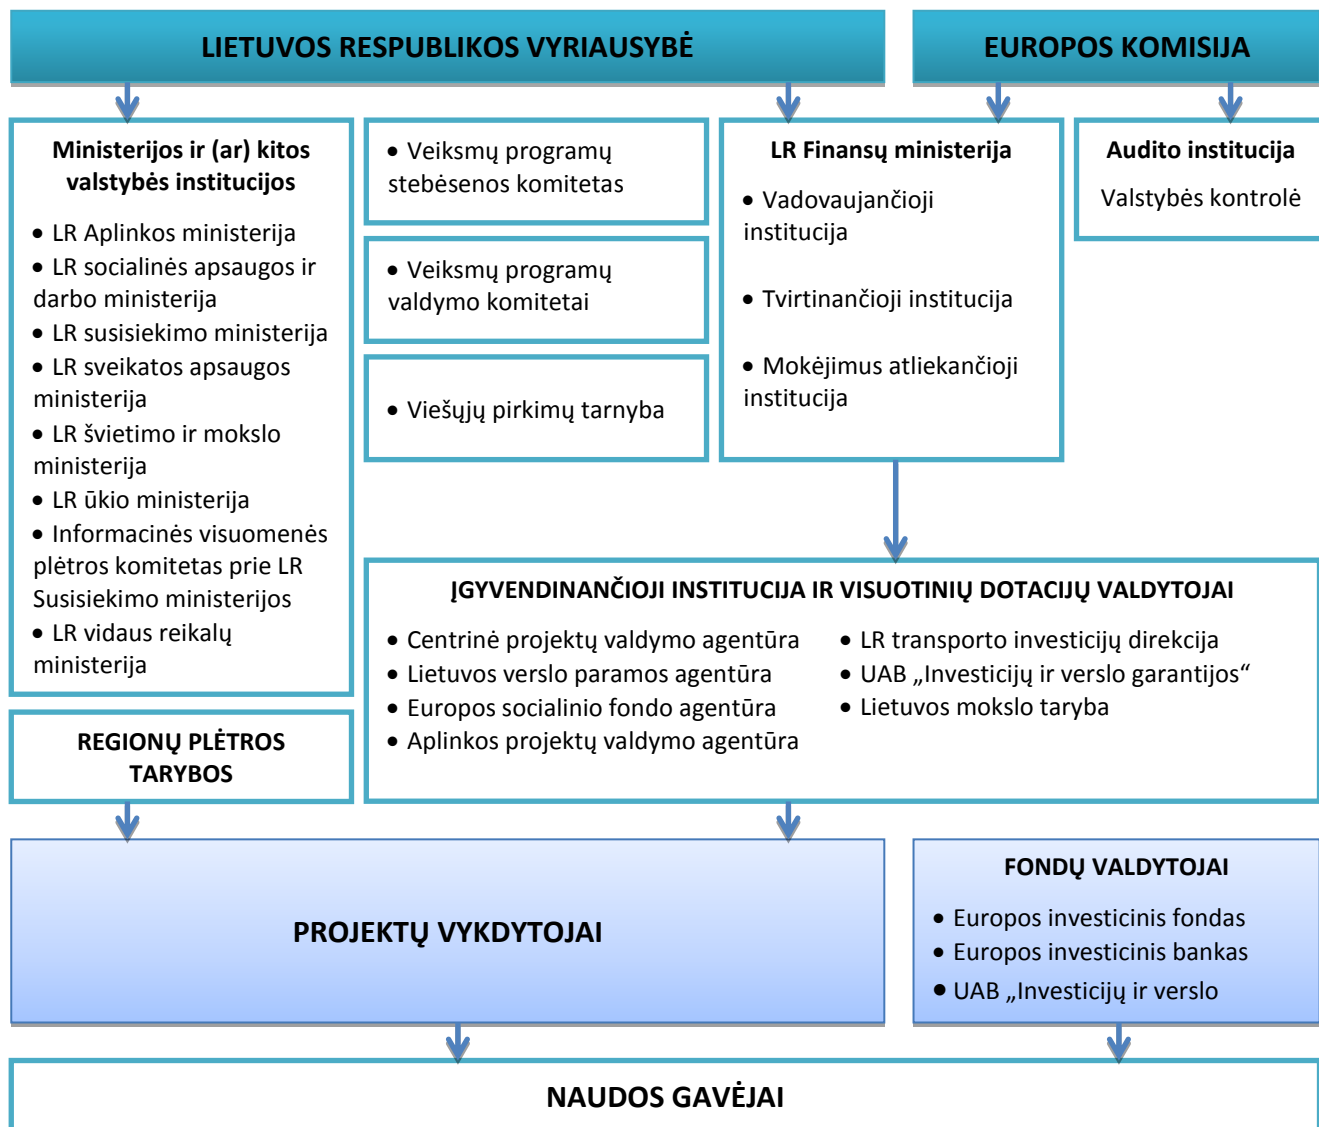 LIETUVOS RESPUBLIKOS VYRIAUSYBĖ
EUROPOS KOMISIJA
Ministerijos ir (ar) kitos
valstybės institucijos
• LR Aplinkos ministerija
• LR socialinės apsaugos ir
darbo ministerija
• LR susisiekimo ministerija
• LR sveikatos apsaugos
ministerija
• LR švietimo ir mokslo
ministerija
• LR ūkio ministerija
• Informacinės visuomenės
plėtros komitetas prie LR
Susisiekimo ministerijos
• LR vidaus reikalų
ministerija
• Veiksmų programų
stebėsenos komitetas
• Veiksmų programų
valdymo komitetai
• Viešųjų pirkimų tarnyba
LR Finansų ministerija
• Vadovaujančioji
institucija
• Tvirtinančioji institucija
• Mokėjimus atliekančioji
institucija
Audito institucija
Valstybės kontrolė
REGIONŲ PLĖTROS
TARYBOS
ĮGYVENDINANČIOJI INSTITUCIJA IR VISUOTINIŲ DOTACIJŲ VALDYTOJAI
• Centrinė projektų valdymo agentūra
• Lietuvos verslo paramos agentūra
• Europos socialinio fondo agentūra
• Aplinkos projektų valdymo agentūra
• LR transporto investicijų direkcija
• UAB „Investicijų ir verslo garantijos“
• Lietuvos mokslo taryba
PROJEKTŲ VYKDYTOJAI
FONDŲ VALDYTOJAI
• Europos investicinis fondas
• Europos investicinis bankas
• UAB „Investicijų ir verslo
NAUDOS GAVĖJAI